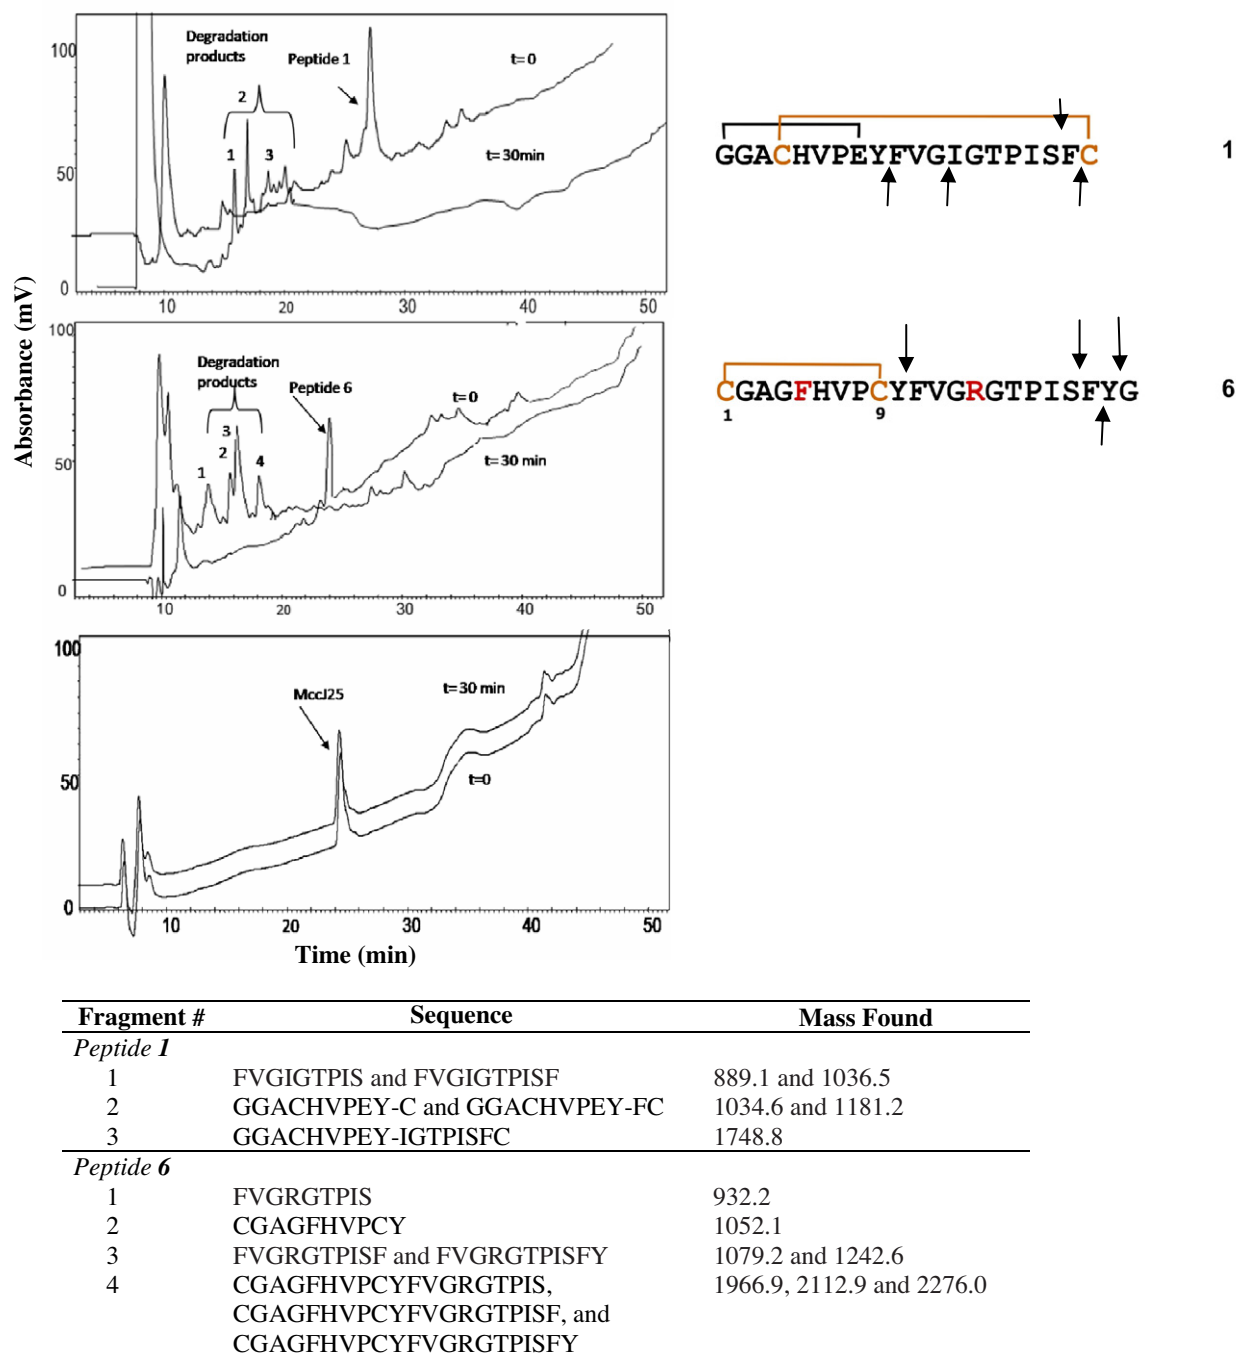 Absorbance (mV)
100
50
0
Degradation
products
Peptide 1
2
1
3
t=0
t=30min
10
20
30
40
50
GGACHVPEYFVGIGTPISFC
1
100
50
0
Degradation
products
Peptide 6
3
2
1
4
t=0
t=30 min
10
20
30
40
50
CGAGFHVPCYFVGRGTPISFYG
1
9
6
100
50
0
MccJ25
t=30 min
t=0
10
20
30
40
50
Time (min)
Fragment # Sequence Mass Found
Peptide 1
1 FVGIGTPIS and FVGIGTPISF 889.1 and 1036.5
2 GGACHVPEY-C and GGACHVPEY-FC 1034.6 and 1181.2
3 GGACHVPEY-IGTPISFC 1748.8
Peptide 6
1 FVGRGTPIS 932.2
2 CGAGFHVPCY 1052.1
3 FVGRGTPISF and FVGRGTPISFY 1079.2 and 1242.6
4 CGAGFHVPCYFVGRGTPIS, 1966.9, 2112.9 and 2276.0
CGAGFHVPCYFVGRGTPISF, and
CGAGFHVPCYFVGRGTPISFY